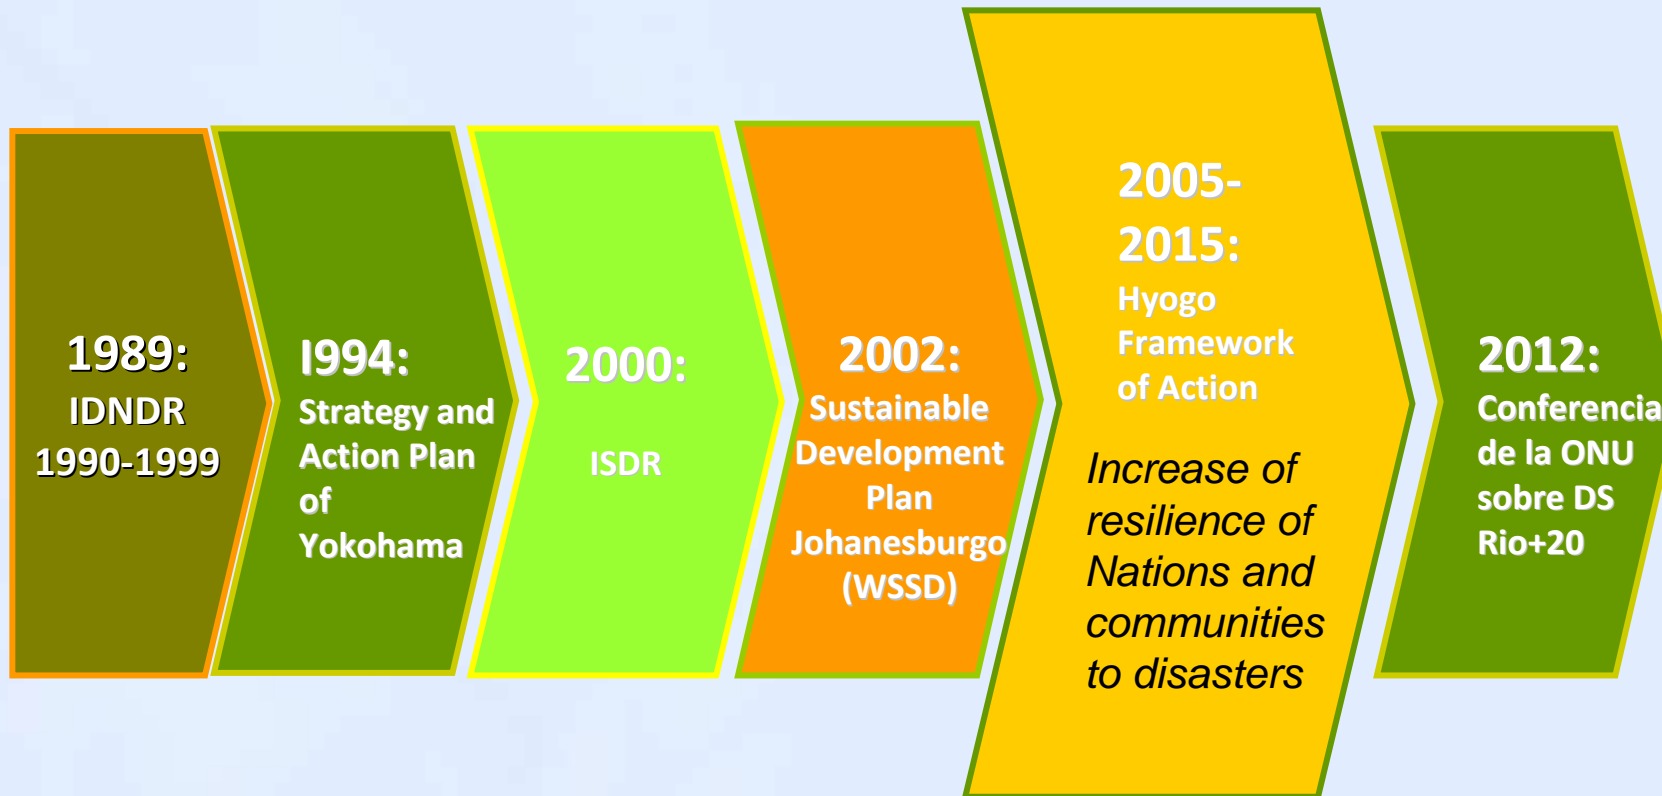 1989:
IDNDR
1990-1999
I994:
Strategy and
Action Plan
of
Yokohama
2000:
ISDR
2002:
Sustainable
Development
Plan
Johanesburgo
(WSSD)
2005-
2015:
Hyogo
Framework
of Action
Increase of
resilience of
Nations and
communities
to disasters
2012:
Conferencia
de la ONU
sobre DS
Rio+20